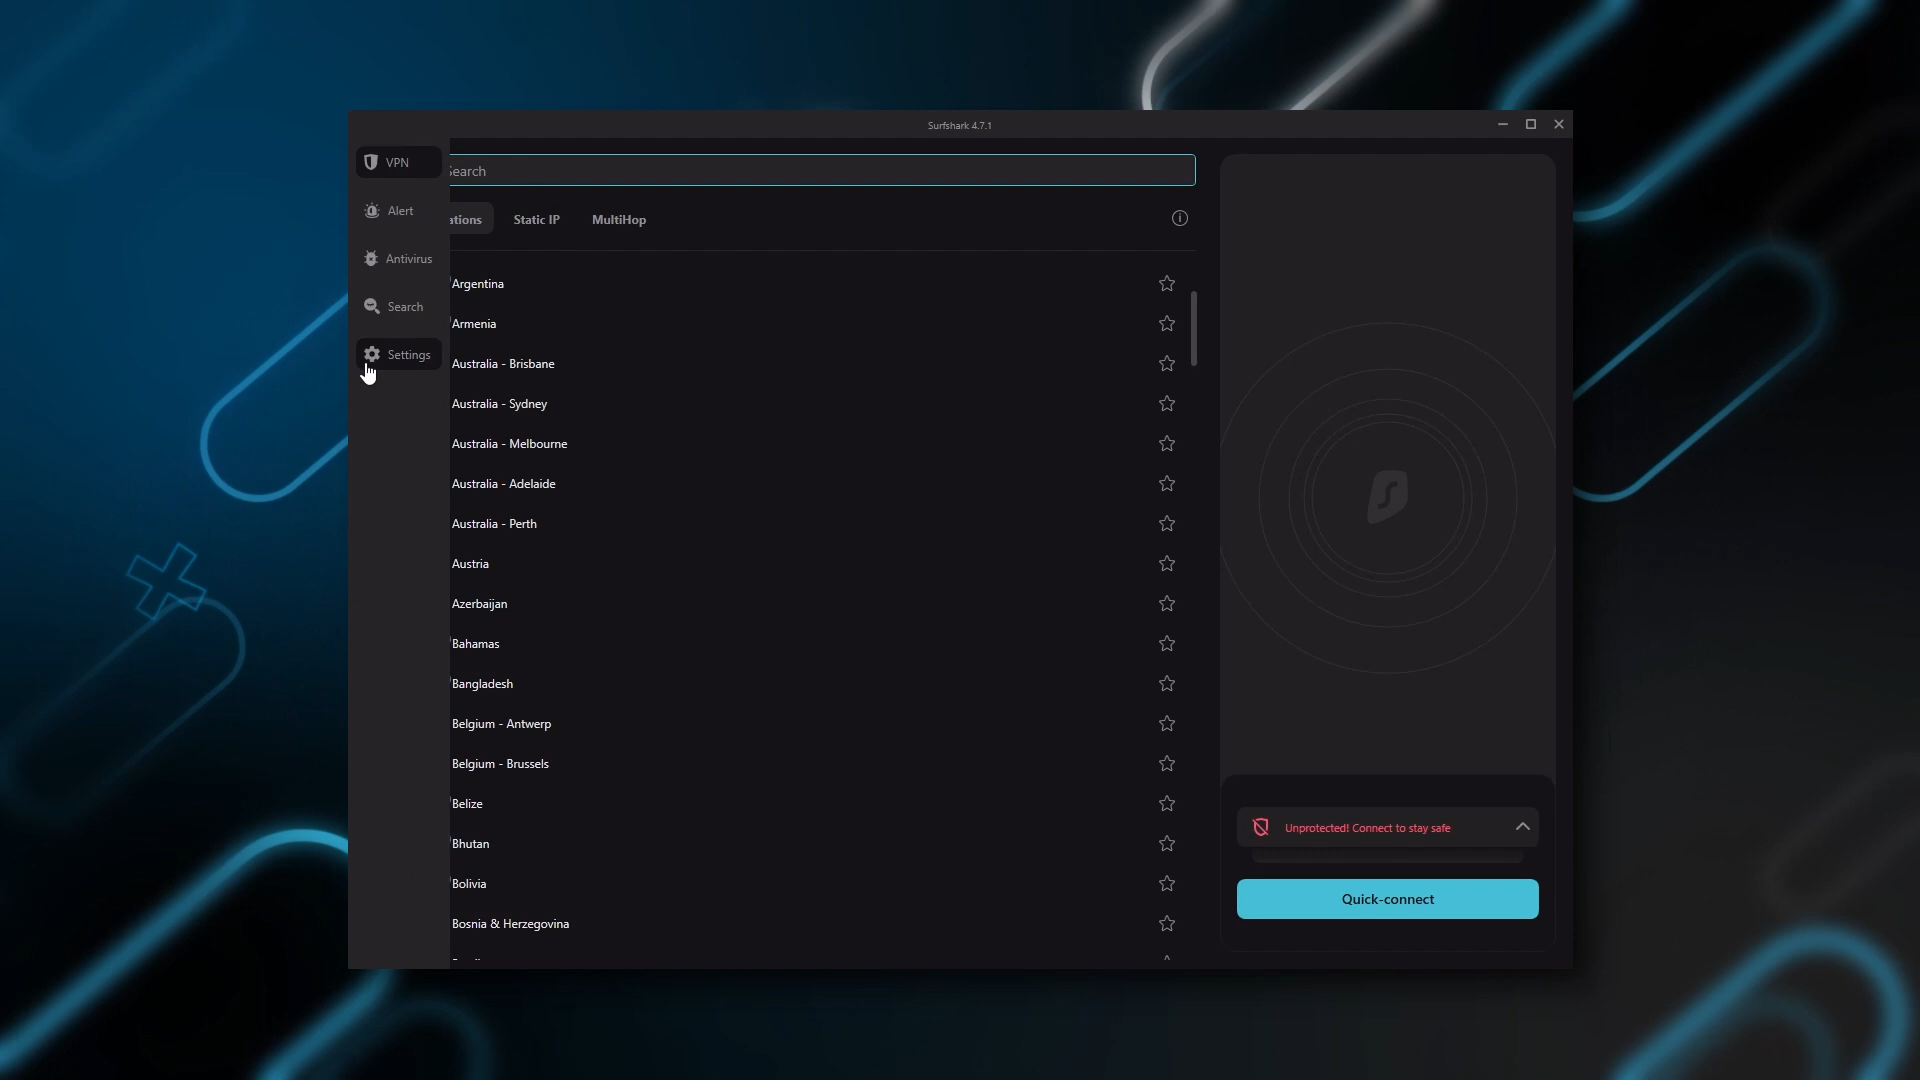 Surfshark 4.7.1
VPN
Alert
Antivirus
Search
Settings
Search
ations
Static IP
MultiHop
Argentina
Armenia
Australia - Brisbane
Australia - Sydney
Australia - Melbourne
Australia - Adelaide
Australia - Perth
Austria
Azerbaijan
Bahamas
Bangladesh
Belgium - Antwerp
Belgium - Brussels
Belize
Bhutan
Bolivia
Bosnia & Herzegovina
Unprotected! Connect to stay safe
Quick-connect